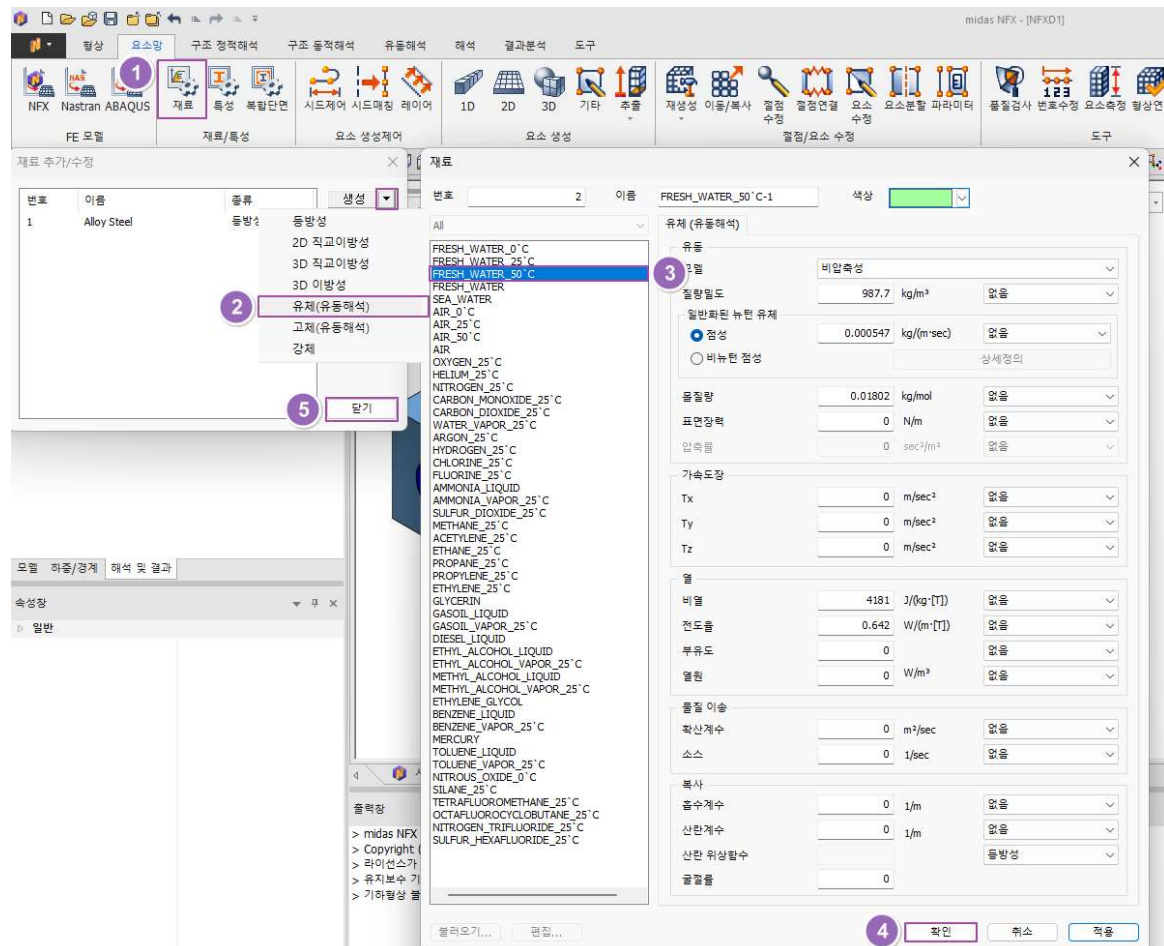 midas NFX - [NFXD1]
형상 요소망 구조 정적해석 구조 동적해석 유동해석 해석 결과분석 도구
1
NFX Nastran ABAQUS 재료 특성 복합단면 시드제어 시드매칭 레이어 1D 2D 3D 기타 추출 재생성 이동/복사 절점 수정 절점연결 요소 수정 요소분할 파라미터 품질검사 번호수정 요소측정 형상연
FE 모델 재료/특성 요소 생성제어 요소 생성 절점/요소 수정 도구
재료 추가/수정
번호 이름 종류 생성
1 Alloy Steel 등방성
등방성
2D 직교이방성
3D 직교이방성
3D 이방성
2 유체(유동해석)
고체(유동해석)
강체
5 닫기
모델 하중/경계 해석 및 결과
속성창
일반
출력창
> midas NFX
> Copyright (
> 라이선스가
> 유지보수 기
> 기하형상 불
재료
번호 2 이름 FRESH_WATER_50`C-1 색상
All
FRESH_WATER_0`C
FRESH_WATER_25`C
FRESH_WATER_50`C
3
FRESH_WATER
SEA_WATER
AIR_0`C
AIR_25`C
AIR_50`C
AIR
OXYGEN_25`C
HELIUM_25`C
NITROGEN_25`C
CARBON_MONOXIDE_25`C
CARBON_DIOXIDE_25`C
WATER_VAPOR_25`C
ARGON_25`C
HYDROGEN_25`C
CHLORINE_25`C
FLUORINE_25`C
AMMONIA_LIQUID
AMMONIA_VAPOR_25`C
SULFUR_DIOXIDE_25`C
METHANE_25`C
ACETYLENE_25`C
ETHANE_25`C
PROPANE_25`C
PROPYLENE_25`C
ETHYLENE_25`C
GLYCERIN
GASOIL_LIQUID
GASOIL_VAPOR_25`C
DIESEL_LIQUID
ETHYL_ALCOHOL_LIQUID
ETHYL_ALCOHOL_VAPOR_25`C
METHYL_ALCOHOL_LIQUID
METHYL_ALCOHOL_VAPOR_25`C
ETHYLENE_GLYCOL
BENZENE_LIQUID
BENZENE_VAPOR_25`C
MERCURY
TOLUENE_LIQUID
TOLUENE_VAPOR_25`C
NITROUS_OXIDE_0`C
SILANE_25`C
TETRAFLUOROMETHANE_25`C
OCTAFLUOROCYCLOBUTANE_25`C
NITROGEN_TRIFLUORIDE_25`C
SULFUR_HEXAFLUORIDE_25`C
불러오기... 편집...
유체 (유동해석)
유동
모델 비압축성
질량밀도 987.7 kg/m³ 없음
일반화된 뉴턴 유체
점성 0.000547 kg/(m·sec) 없음
비뉴턴 점성 상세정의
몰질량 0.01802 kg/mol 없음
표면장력 0 N/m 없음
압축률 0 sec²/m² 없음
가속도장
Tx 0 m/sec² 없음
Ty 0 m/sec² 없음
Tz 0 m/sec² 없음
열
비열 4181 J/(kg·[T]) 없음
전도율 0.642 W/(m·[T]) 없음
부유도 0 없음
열원 0 W/m³ 없음
물질 이송
확산계수 0 m²/sec 없음
소스 0 1/sec 없음
복사
흡수계수 0 1/m 없음
산란계수 0 1/m 없음
산란 위상함수 등방성
굴절률 0
4 확인 취소 적용